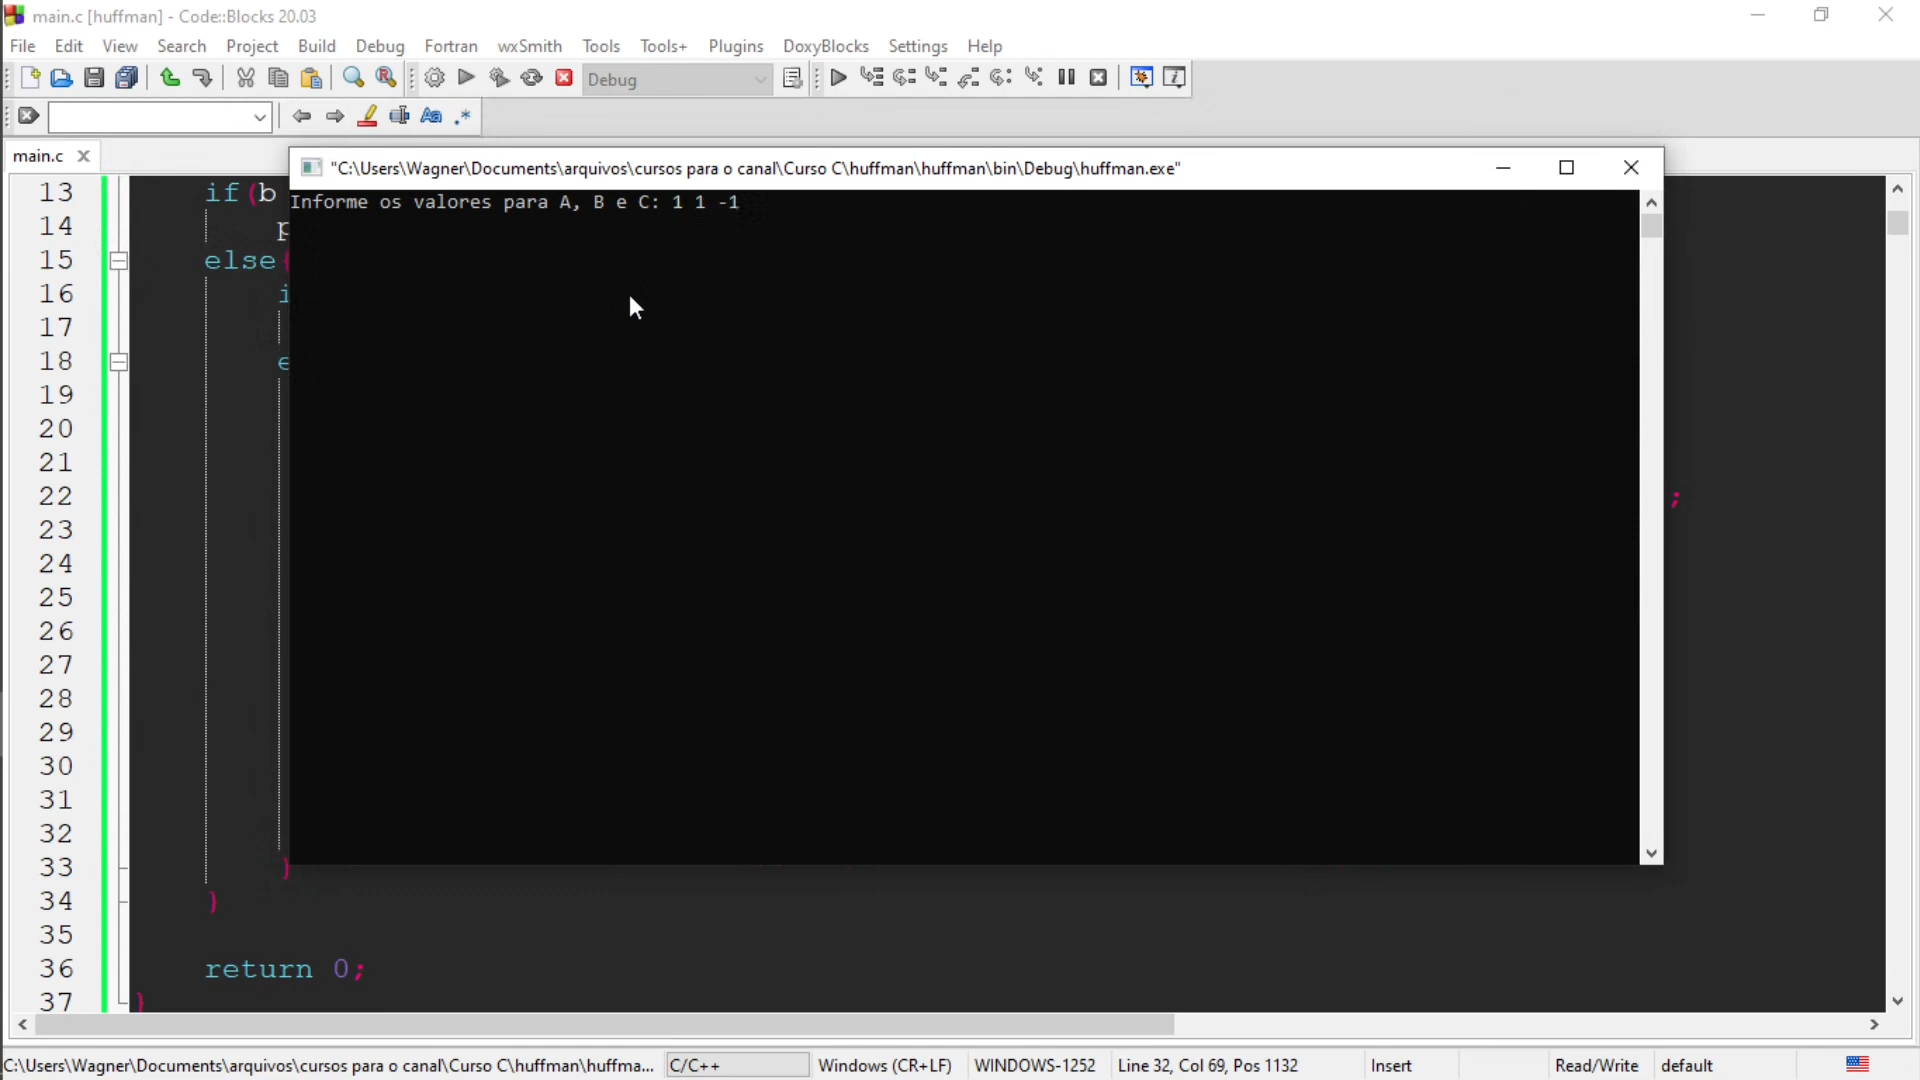 main.c [huffman] - Code::Blocks 20.03
File Edit View Search Project Build Debug Fortran wxSmith Tools Tools+ Plugins DoxyBlocks Settings Help
Debug
main.c
"C:\Users\Wagner\Documents\arquivos\cursos para o canal\Curso C\huffman\huffman\bin\Debug\huffman.exe"
Informe os valores para A, B e C: 1 1 -1
13 if(b
14 p
15 else{
16 i
17
18 e
19
20
21
22 ;
23
24
25
26
27
28
29
30
31
32
33 }
34 }
35
36 return 0;
37 }
C:\Users\Wagner\Documents\arquivos\cursos para o canal\Curso C\huffman\huffma... C/C++ Windows (CR+LF) WINDOWS-1252 Line 32, Col 69, Pos 1132 Insert Read/Write default